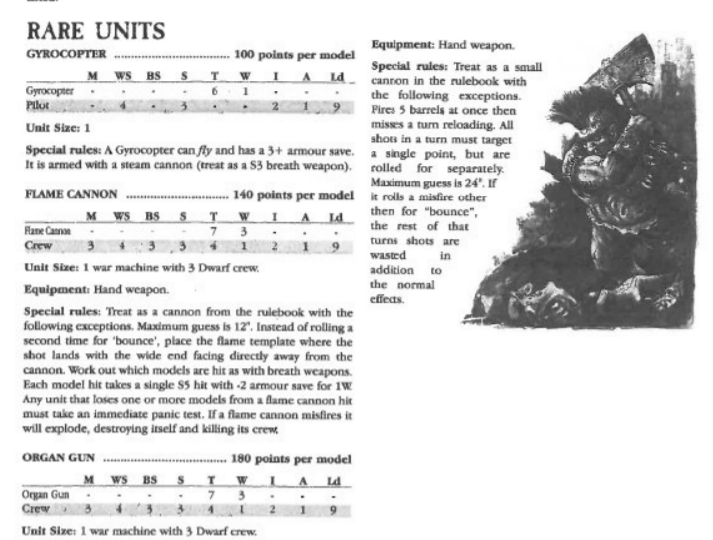 RARE UNITS
GYROCOPTER .................................. 100 points per model
M WS BS S T W I A Ld
Gyrocopter - - - - 6 1 - - -
Pilot - 4 - 3 - - 2 1 9
Unit Size: 1
Special rules: A Gyrocopter can fly and has a 3+ armour save.
It is armed with a steam cannon (treat as a S3 breath weapon).
FLAME CANNON ............................ 140 points per model
M WS BS S T W I A Ld
Flame Cannon - - - - 7 3 - - -
Crew 3 4 3 3 4 1 2 1 9
Unit Size: 1 war machine with 3 Dwarf crew.
Equipment: Hand weapon.
Special rules: Treat as a cannon from the rulebook with the
following exceptions. Maximum guess is 12". Instead of rolling a
second time for 'bounce', place the flame template where the
shot lands with the wide end facing directly away from the
cannon. Work out which models are hit as with breath weapons.
Each model hit takes a single S5 hit with -2 armour save for 1W.
Any unit that loses one or more models from a flame cannon hit
must take an immediate panic test. If a flame cannon misfires it
will explode, destroying itself and killing its crew.
ORGAN GUN .................................. 180 points per model
M WS BS S T W I A Ld
Organ Gun - - - - 7 3 - - -
Crew 3 4 3 3 4 1 2 1 9
Unit Size: 1 war machine with 3 Dwarf crew.
Equipment: Hand weapon.
Special rules: Treat as a small
cannon in the rulebook with
the following exceptions.
Fires 5 barrels at once then
misses a turn reloading. All
shots in a turn must target
a single point, but are
rolled for separately.
Maximum guess is 24". If
it rolls a misfire other
then for "bounce",
the rest of that
turns shots are
wasted in
addition to
the normal
effects.